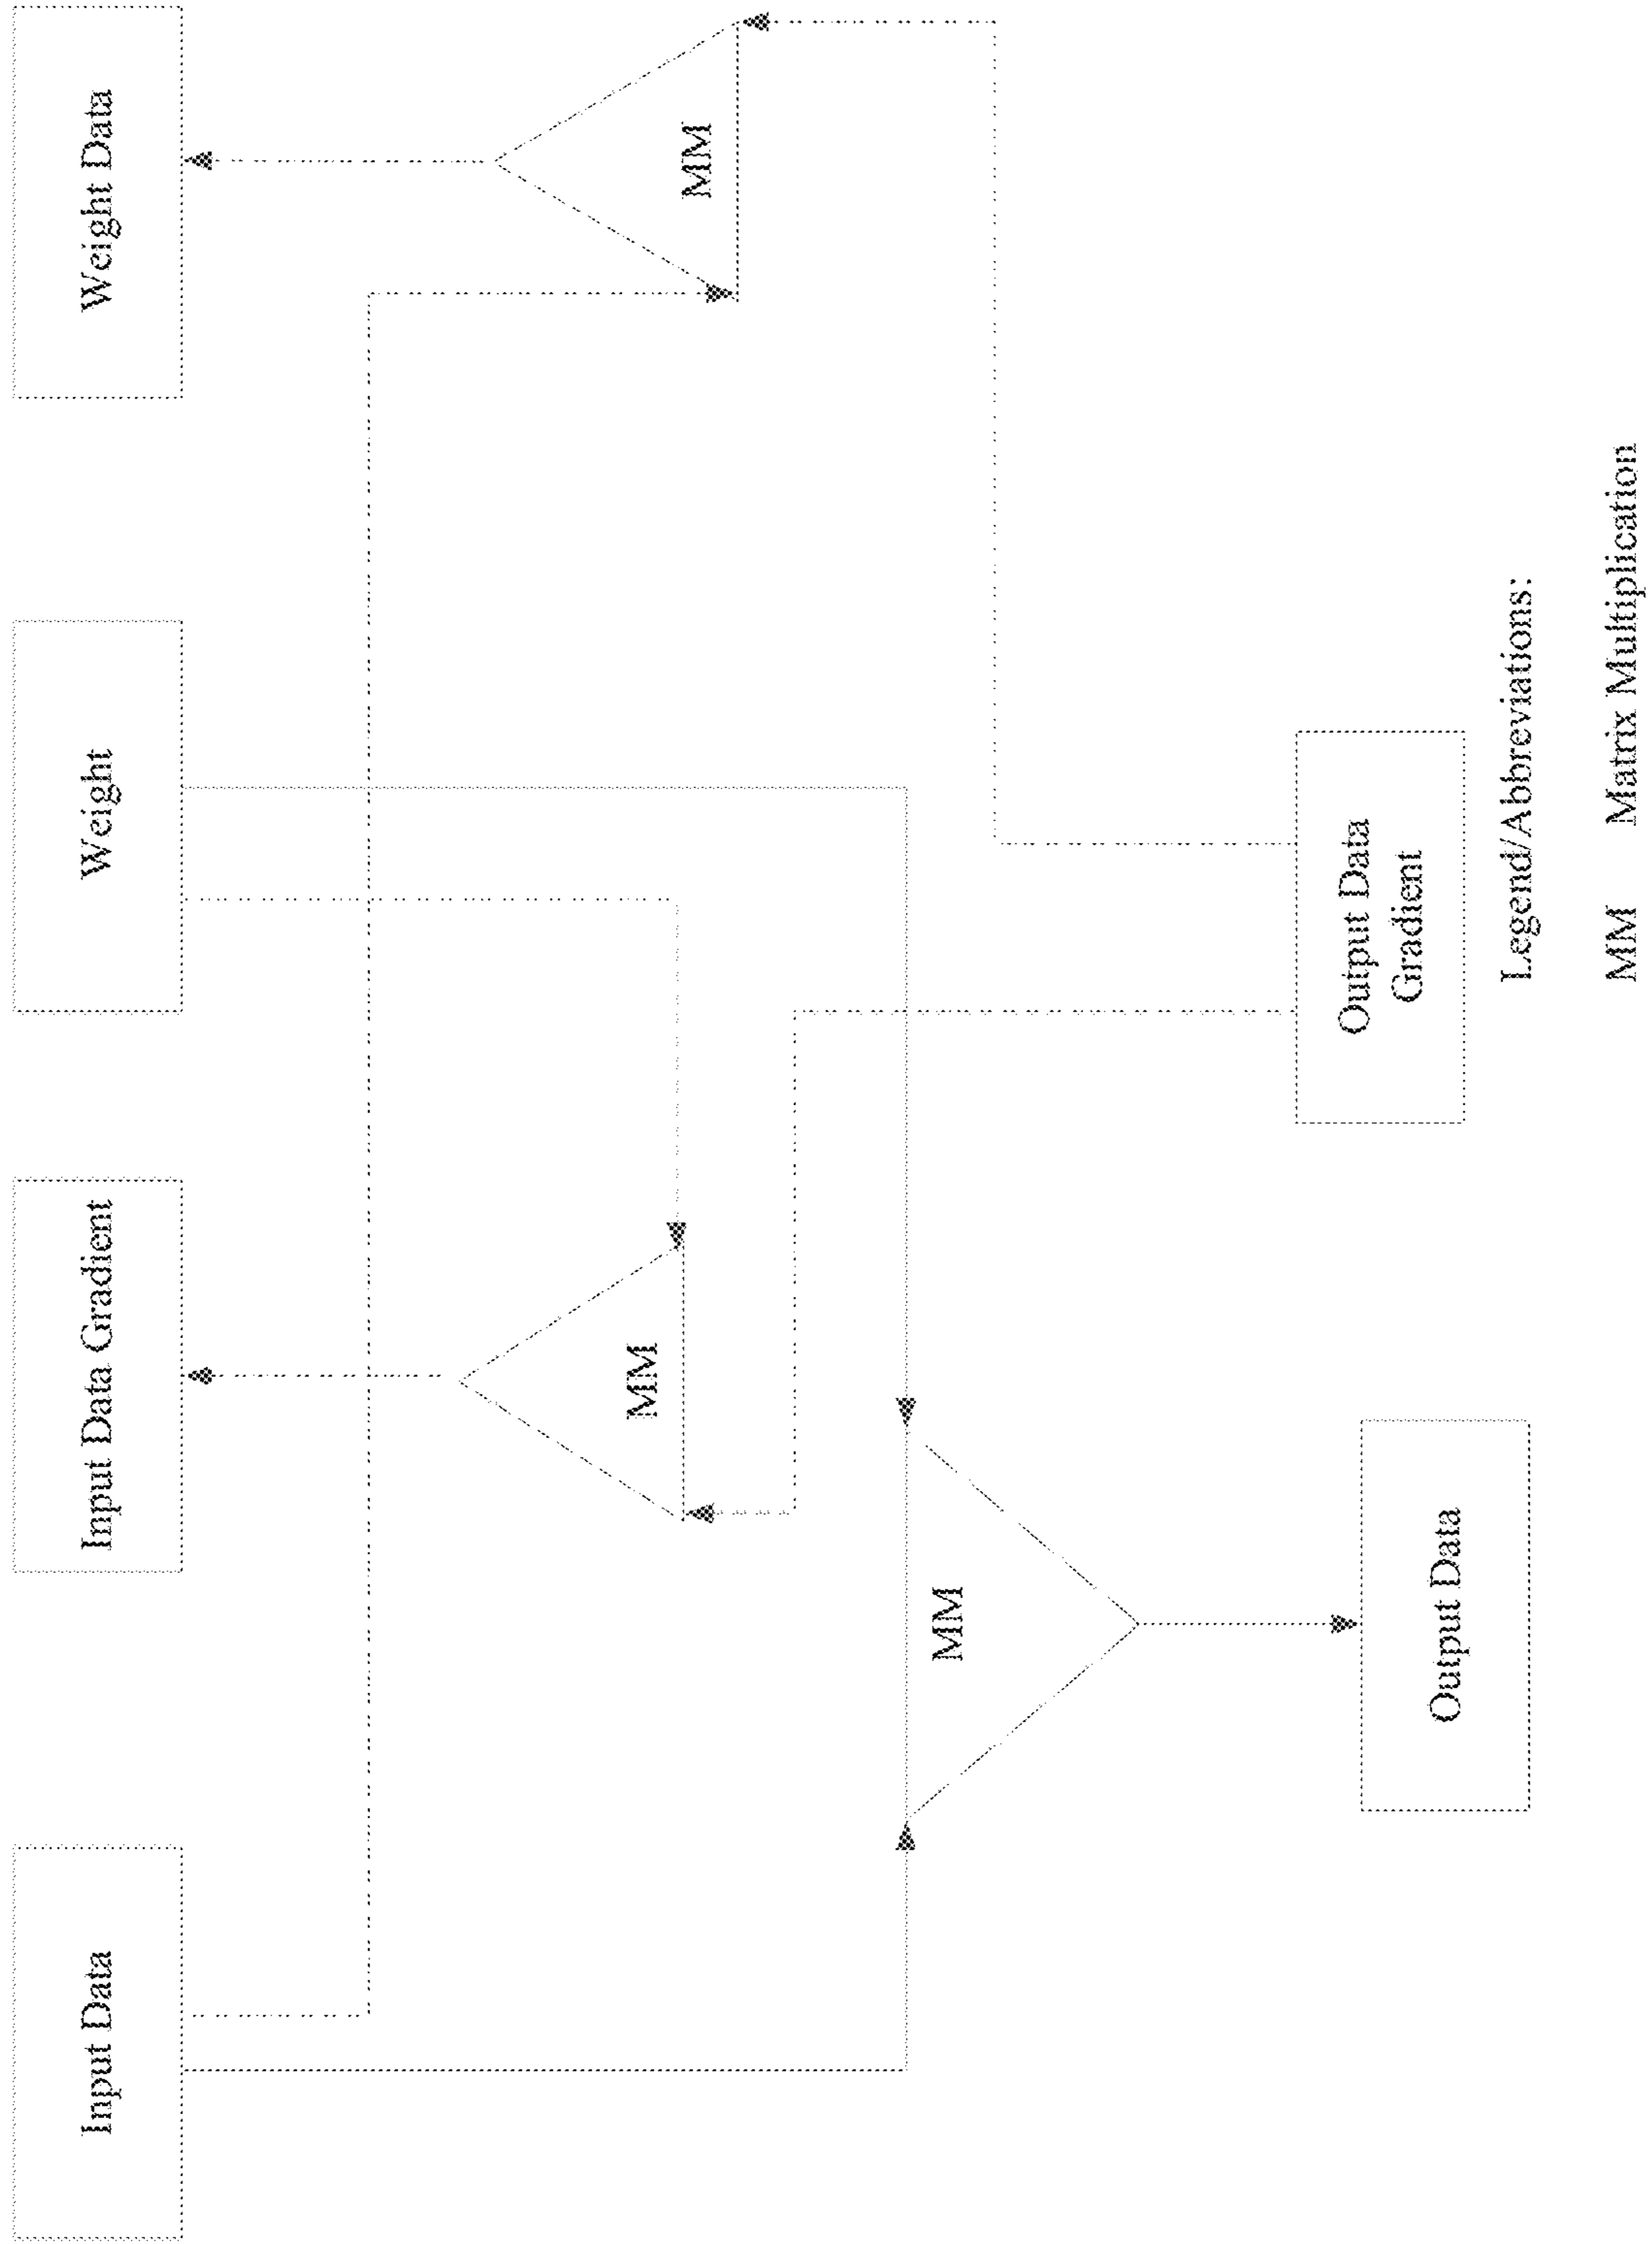 Input Data
Input Data Gradient
Weight
Weight Data
MM
MM
MM
Output Data
Output Data
Gradient
Legend/Abbreviations:
MM Matrix Multiplication